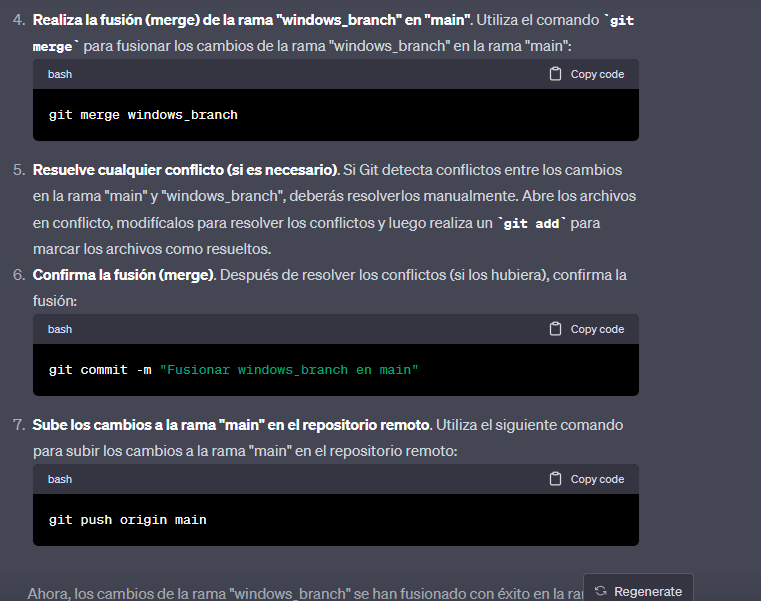 4. Realiza la fusión (merge) de la rama "windows_branch" en "main". Utiliza el comando `git
merge` para fusionar los cambios de la rama "windows_branch" en la rama "main":
bash Copy code
git merge windows_branch
5. Resuelve cualquier conflicto (si es necesario). Si Git detecta conflictos entre los cambios
en la rama "main" y "windows_branch", deberás resolverlos manualmente. Abre los archivos
en conflicto, modifícalos para resolver los conflictos y luego realiza un `git add` para
marcar los archivos como resueltos.
6. Confirma la fusión (merge). Después de resolver los conflictos (si los hubiera), confirma la
fusión:
bash Copy code
git commit -m "Fusionar windows_branch en main"
7. Sube los cambios a la rama "main" en el repositorio remoto. Utiliza el siguiente comando
para subir los cambios a la rama "main" en el repositorio remoto:
bash Copy code
git push origin main
Ahora, los cambios de la rama "windows_branch" se han fusionado con éxito en la
Regenerate